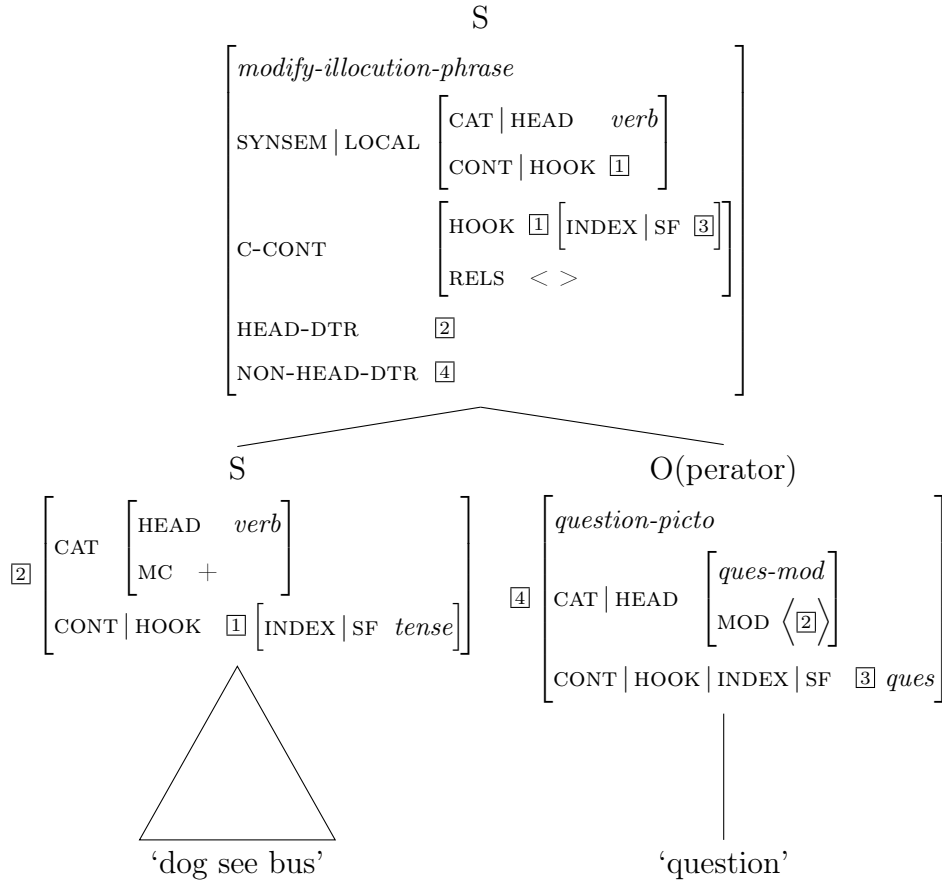 S
modify-illocution-phrase
SYNSEM | LOCAL
CAT | HEAD verb
CONT | HOOK 1
C-CONT
HOOK 1 [INDEX | SF 3]
RELS < >
HEAD-DTR 2
NON-HEAD-DTR 4
S
2
CAT
HEAD verb
MC +
CONT | HOOK 1 [INDEX | SF tense]
‘dog see bus’
O(perator)
4
question-picto
CAT | HEAD
ques-mod
MOD ⟨2⟩
CONT | HOOK | INDEX | SF 3 ques
‘question’